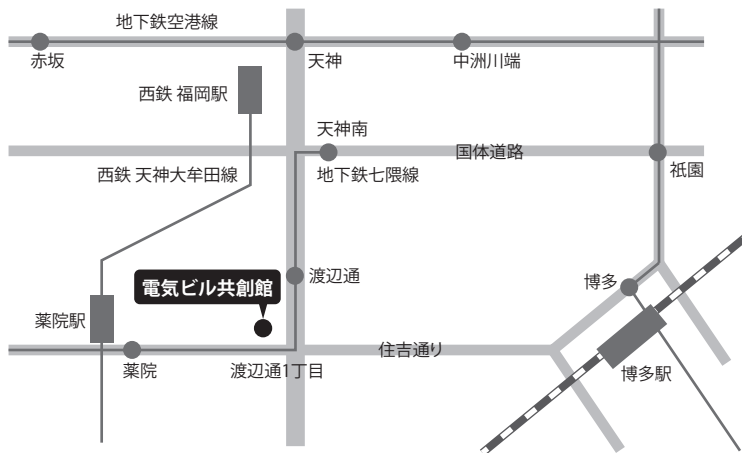 地下鉄空港線
赤坂
天神
中洲川端
西鉄 福岡駅
天神南
国体道路
西鉄 天神大牟田線
地下鉄七隈線
祇園
渡辺通
博多
電気ビル共創館
薬院駅
住吉通り
薬院
渡辺通1丁目
博多駅